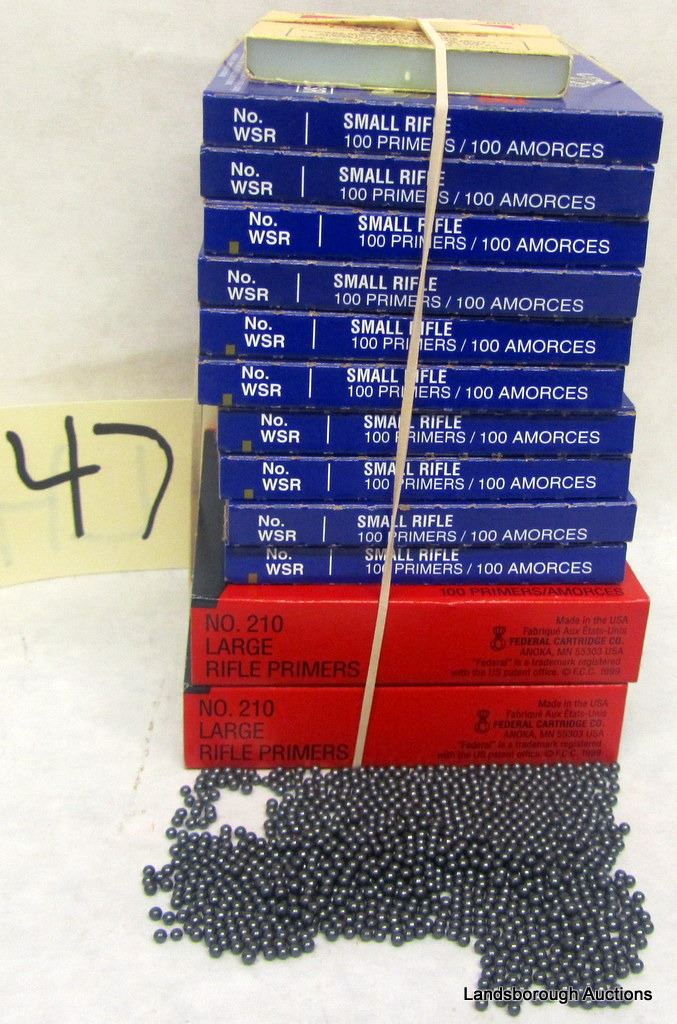 No.
WSR
SMALL RIFLE
100 PRIMERS / 100 AMORCES
No.
WSR
SMALL RIFLE
100 PRIMERS / 100 AMORCES
No.
WSR
SMALL RIFLE
100 PRIMERS / 100 AMORCES
No.
WSR
SMALL RIFLE
100 PRIMERS / 100 AMORCES
No.
WSR
SMALL RIFLE
100 PRIMERS / 100 AMORCES
No.
WSR
SMALL RIFLE
100 PRIMERS / 100 AMORCES
No.
WSR
SMALL RIFLE
100 PRIMERS / 100 AMORCES
No.
WSR
SMALL RIFLE
100 PRIMERS / 100 AMORCES
No.
WSR
SMALL RIFLE
100 PRIMERS / 100 AMORCES
No.
WSR
SMALL RIFLE
100 PRIMERS / 100 AMORCES
47
100 PRIMERS/AMORCES
NO. 210
LARGE
RIFLE PRIMERS
Made in the USA
Fabriqué Aux États-Unis
FEDERAL CARTRIDGE CO.
ANOKA, MN 55303 USA
"Federal" is a trademark registered
with the US patent office. © F.C.C. 1999
NO. 210
LARGE
RIFLE PRIMERS
Made in the USA
Fabriqué Aux États-Unis
FEDERAL CARTRIDGE CO.
ANOKA, MN 55303 USA
"Federal" is a trademark registered
with the US patent office. © F.C.C. 1999
Landsborough Auctions